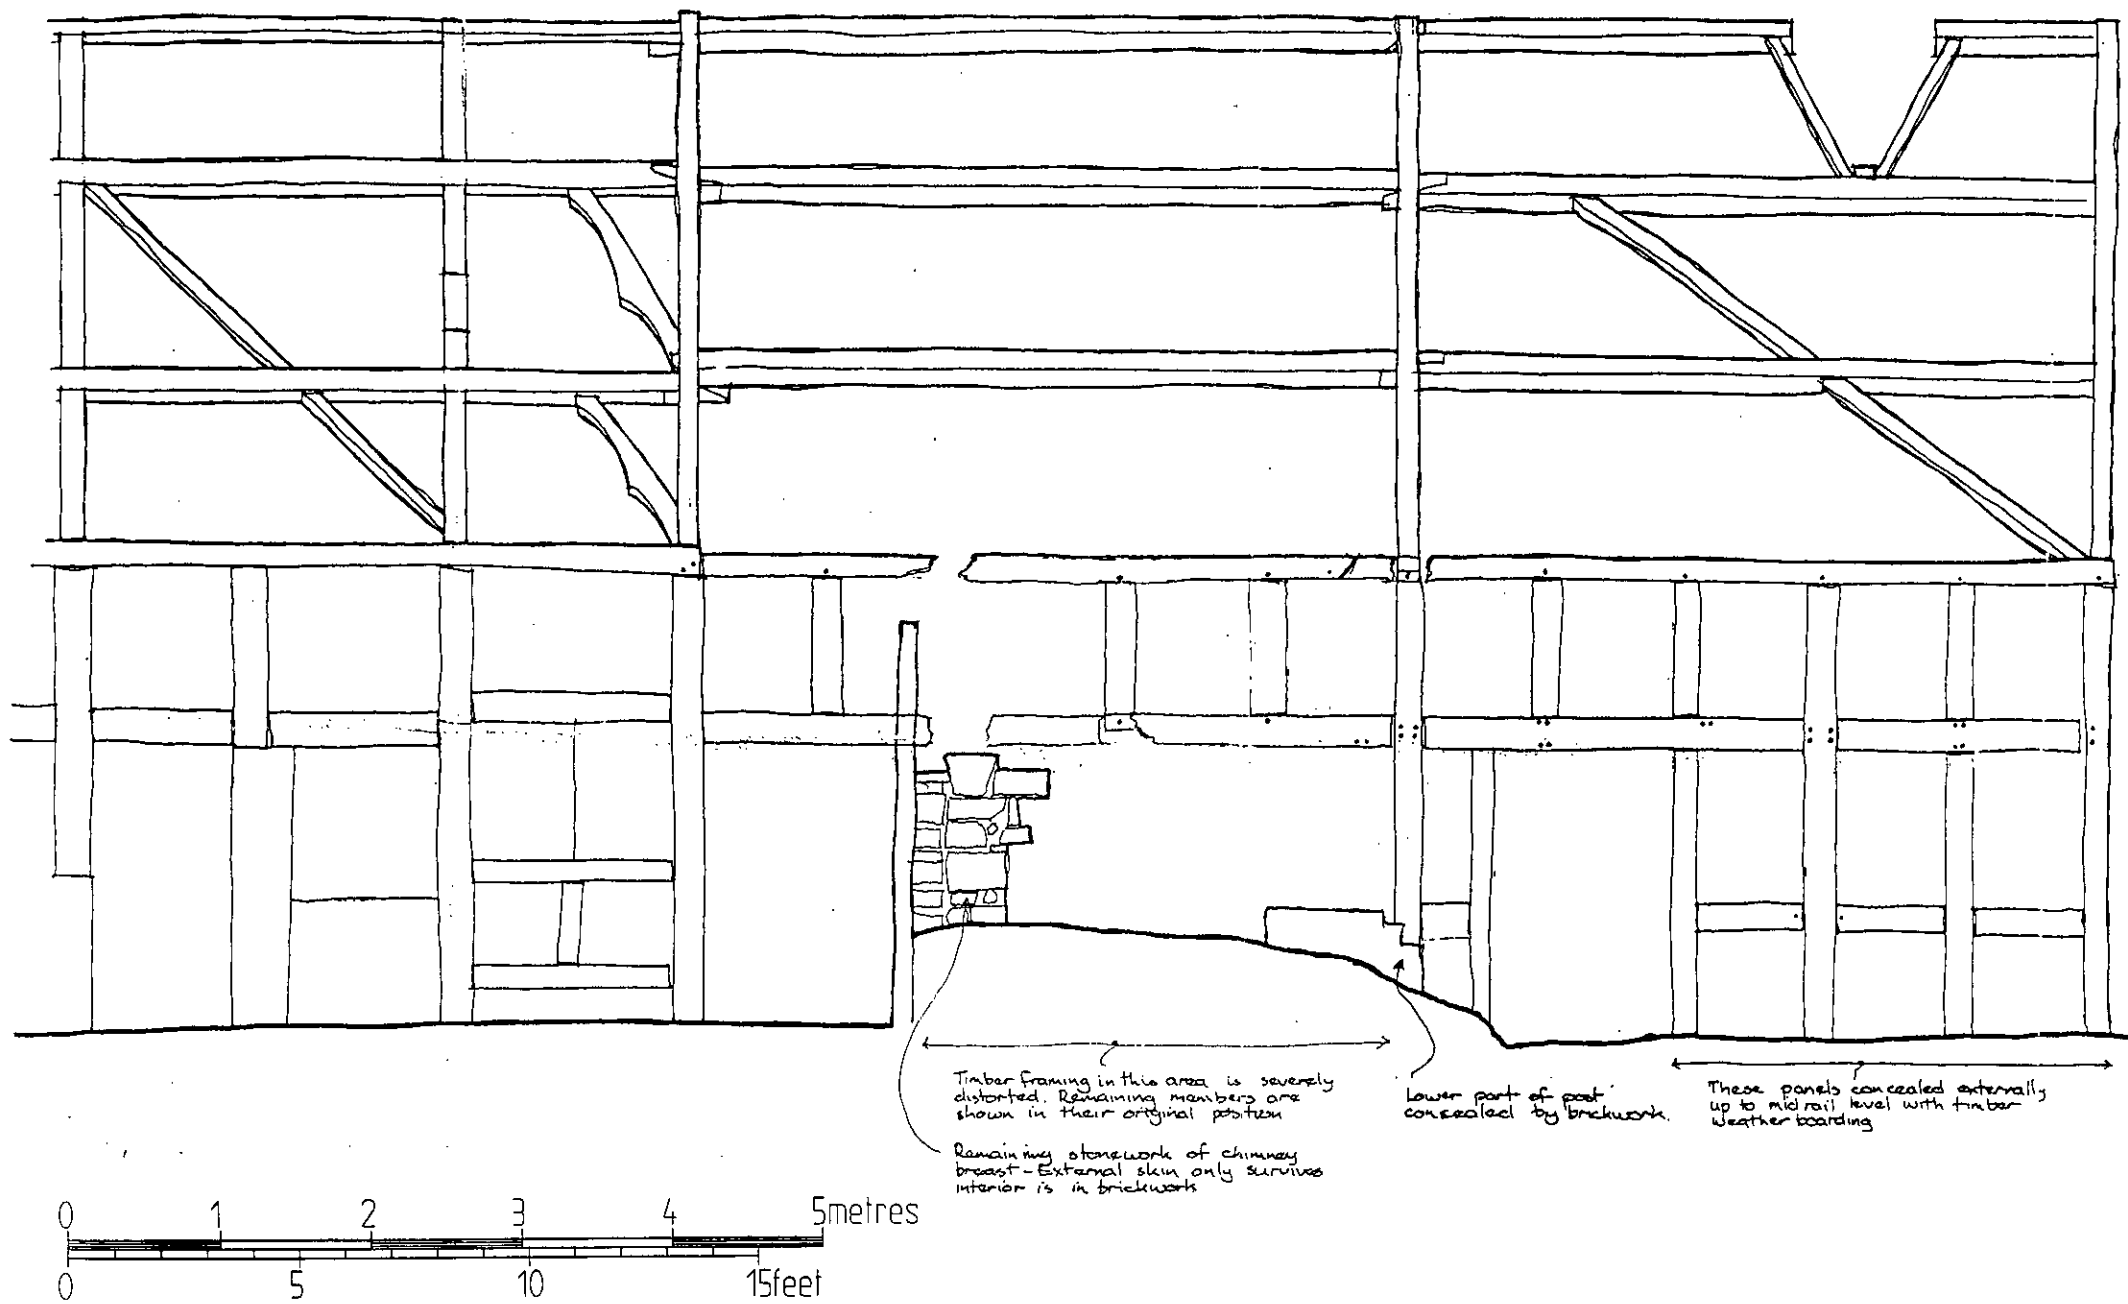 Timber framing in this area is severely
distorted. Remaining members are
shown in their original position
Remaining stonework of chimney
breast - External skin only survives
interior is in brickwork
Lower part of post
concealed by brickwork.
These panels concealed externally
up to midrail level with timber
weather boarding
0 1 2 3 4 5metres
0 5 10 15feet